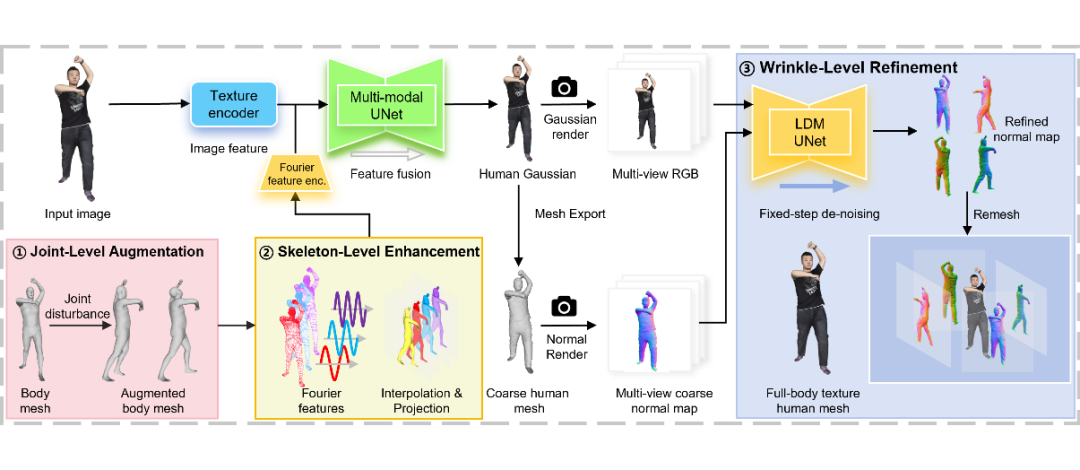 ③ Wrinkle-Level Refinement
Texture
encoder
Multi-modal
UNet
Gaussian
render
LDM
UNet
Refined
normal map
Image feature
Fourier
feature enc.
Feature fusion
Human Gaussian
Multi-view RGB
Input image
Mesh Export
Fixed-step de-noising
Remesh
① Joint-Level Augmentation
② Skeleton-Level Enhancement
Joint
disturbance
Normal
Render
Body
mesh
Augmented
body mesh
Fourier
features
Interpolation &
Projection
Coarse human
mesh
Multi-view coarse
normal map
Full-body texture
human mesh